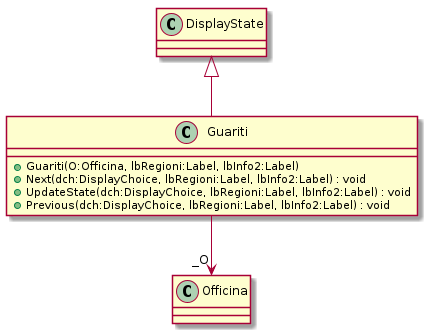 C DisplayState
C Guariti
Guariti(O:Officina, lbRegioni:Label, lbInfo2:Label)
Next(dch:DisplayChoice, lbRegioni:Label, lbInfo2:Label) : void
UpdateState(dch:DisplayChoice, lbRegioni:Label, lbInfo2:Label) : void
Previous(dch:DisplayChoice, lbRegioni:Label, lbInfo2:Label) : void
_O
C Officina